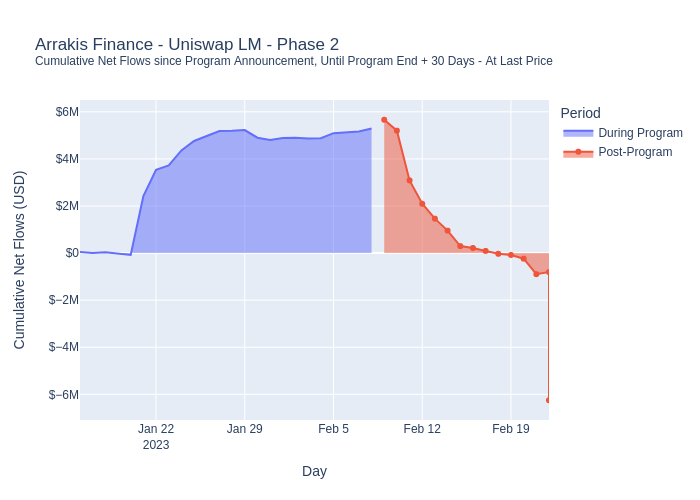 Arrakis Finance - Uniswap LM - Phase 2
Cumulative Net Flows since Program Announcement, Until Program End + 30 Days - At Last Price
Period
During Program
Post-Program
Cumulative Net Flows (USD)
$6M
$4M
$2M
$0
$−2M
$−4M
$−6M
Jan 22
2023
Jan 29
Feb 5
Feb 12
Feb 19
Day